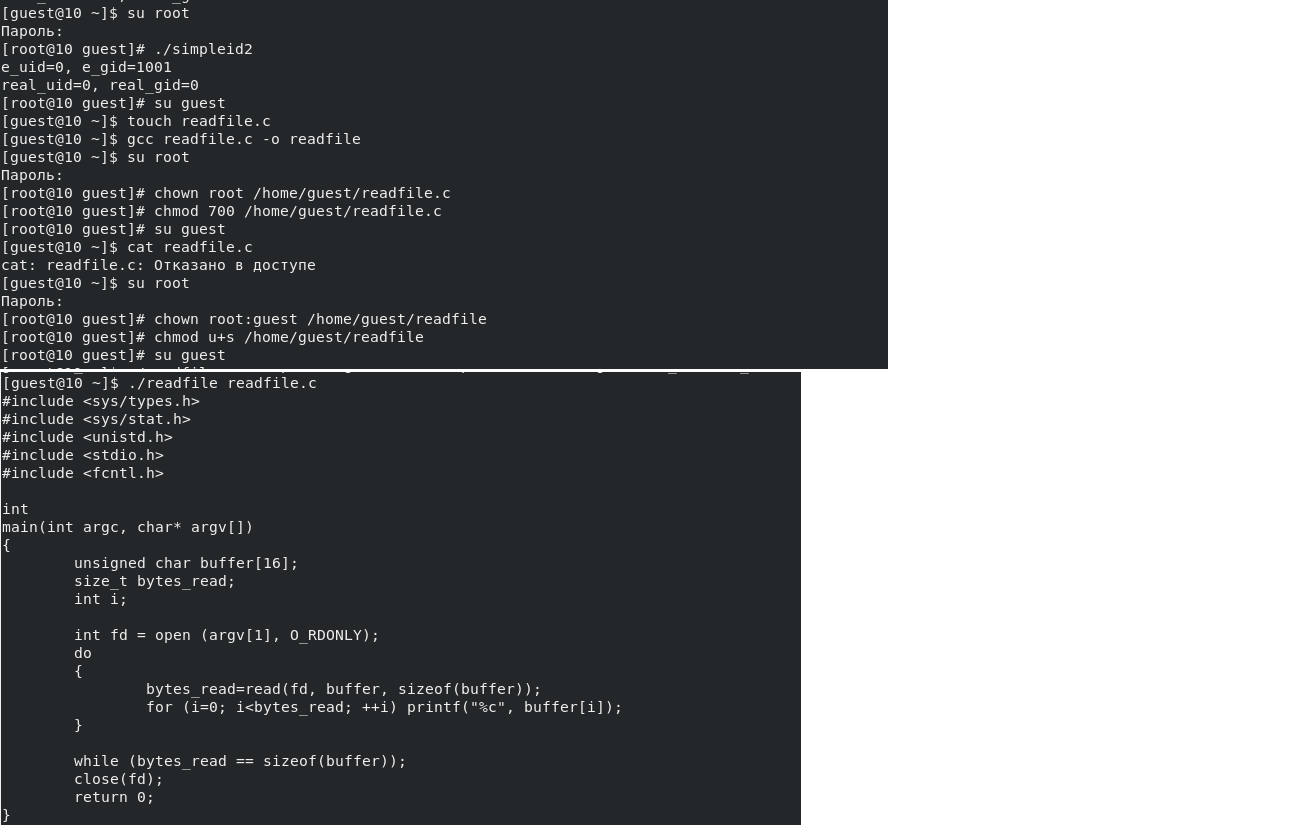 [guest@10 ~]$ su root
Пароль:
[root@10 guest]# ./simpleid2
e_uid=0, e_gid=1001
real_uid=0, real_gid=0
[root@10 guest]# su guest
[guest@10 ~]$ touch readfile.c
[guest@10 ~]$ gcc readfile.c -o readfile
[guest@10 ~]$ su root
Пароль:
[root@10 guest]# chown root /home/guest/readfile.c
[root@10 guest]# chmod 700 /home/guest/readfile.c
[root@10 guest]# su guest
[guest@10 ~]$ cat readfile.c
cat: readfile.c: Отказано в доступе
[guest@10 ~]$ su root
Пароль:
[root@10 guest]# chown root:guest /home/guest/readfile
[root@10 guest]# chmod u+s /home/guest/readfile
[root@10 guest]# su guest
[guest@10 ~]$ ./readfile readfile.c
#include <sys/types.h>
#include <sys/stat.h>
#include <unistd.h>
#include <stdio.h>
#include <fcntl.h>

int
main(int argc, char* argv[])
{
        unsigned char buffer[16];
        size_t bytes_read;
        int i;

        int fd = open (argv[1], O_RDONLY);
        do
        {
                bytes_read=read(fd, buffer, sizeof(buffer));
                for (i=0; i<bytes_read; ++i) printf("%c", buffer[i]);
        }

        while (bytes_read == sizeof(buffer));
        close(fd);
        return 0;
}